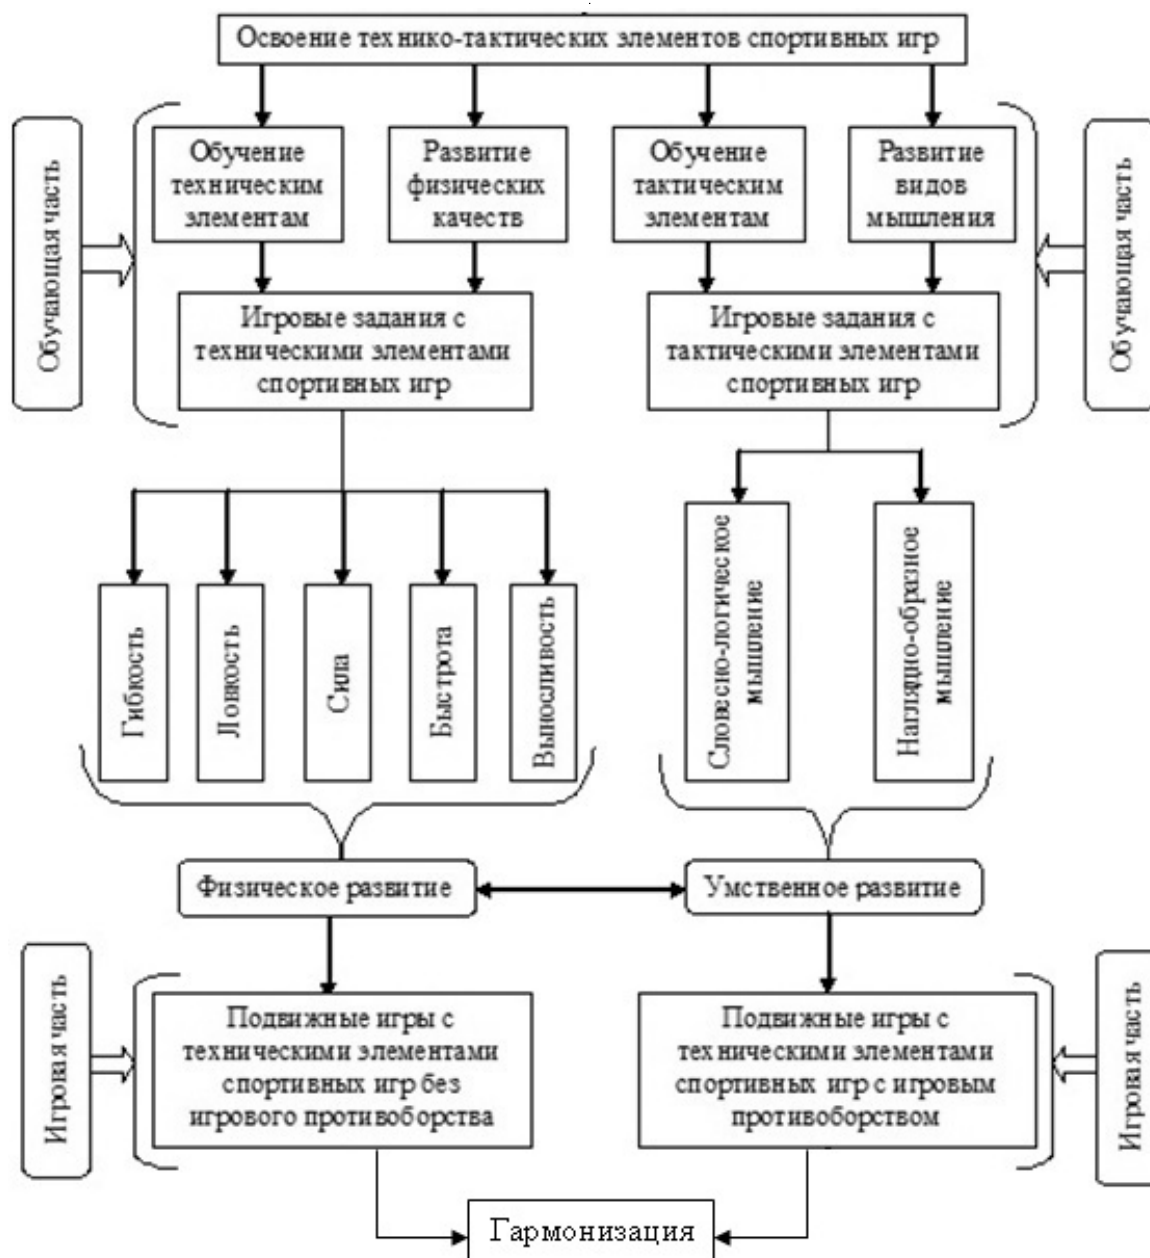 Освоение технико-тактических элементов спортивных игр
Обучающая часть
Обучение
техническим
элементам
Развитие
физических
качеств
Обучение
тактическим
элементам
Развитие
видов
мышления
Обучающая часть
Игровые задания с
техническими элементами
спортивных игр
Игровые задания с
тактическими элементами
спортивных игр
Гибкость
Ловкость
Сила
Быстрота
Выносливость
Словесно-логическое
мышление
Наглядно-образное
мышление
Физическое развитие
Умственное развитие
Игровая часть
Подвижные игры с
техническими элементами
спортивных игр без
игрового противоборства
Подвижные игры с
техническими элементами
спортивных игр с игровым
противоборством
Игровая часть
Гармонизация